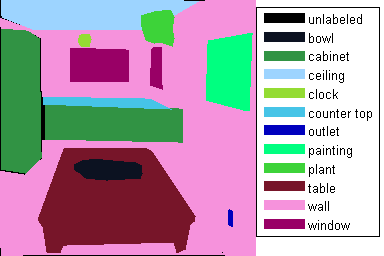 unlabeled
bowl
cabinet
ceiling
clock
counter top
outlet
painting
plant
table
wall
window